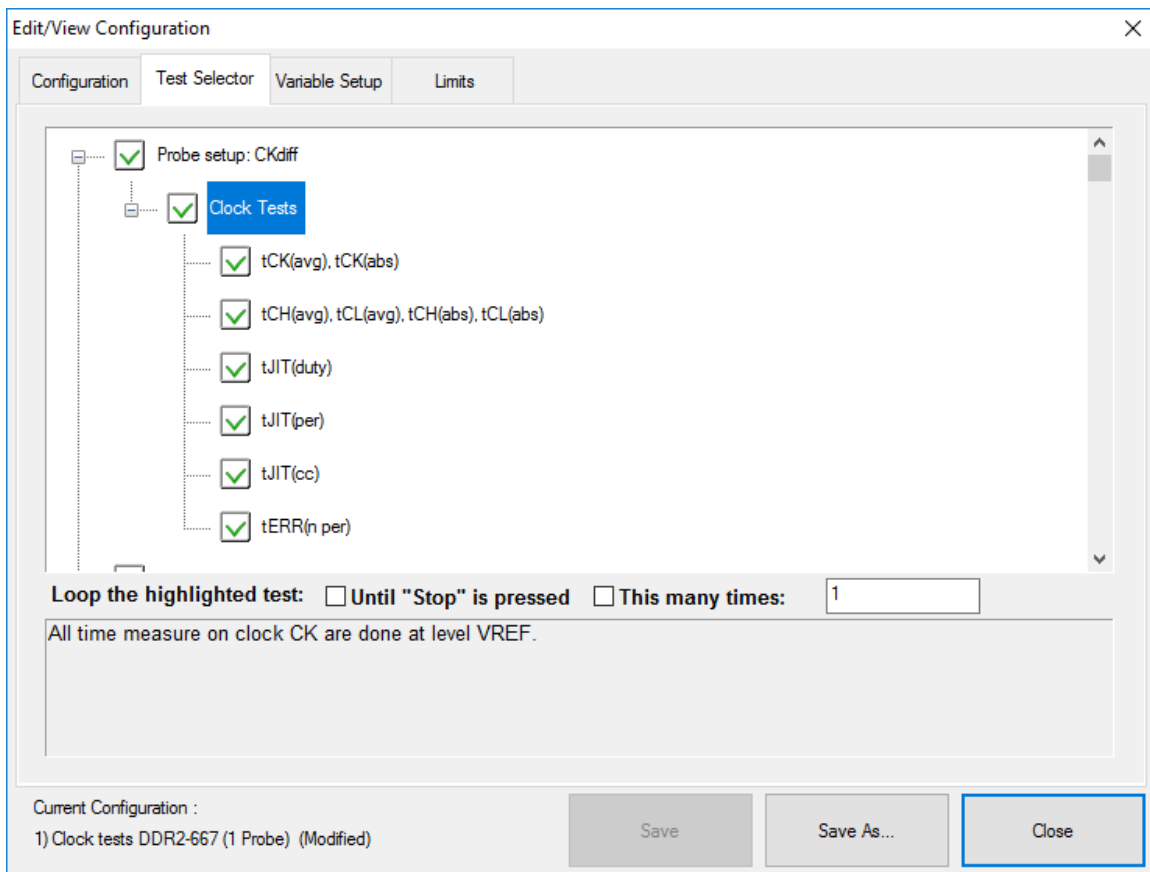 Edit/View Configuration
Configuration
Test Selector
Variable Setup
Limits
Probe setup: CKdiff
Clock Tests
tCK(avg), tCK(abs)
tCH(avg), tCL(avg), tCH(abs), tCL(abs)
tJIT(duty)
tJIT(per)
tJIT(cc)
tERR(n per)
Loop the highlighted test: Until "Stop" is pressed This many times: 1
All time measure on clock CK are done at level VREF.
Current Configuration :
1) Clock tests DDR2-667 (1 Probe) (Modified)
Save
Save As...
Close